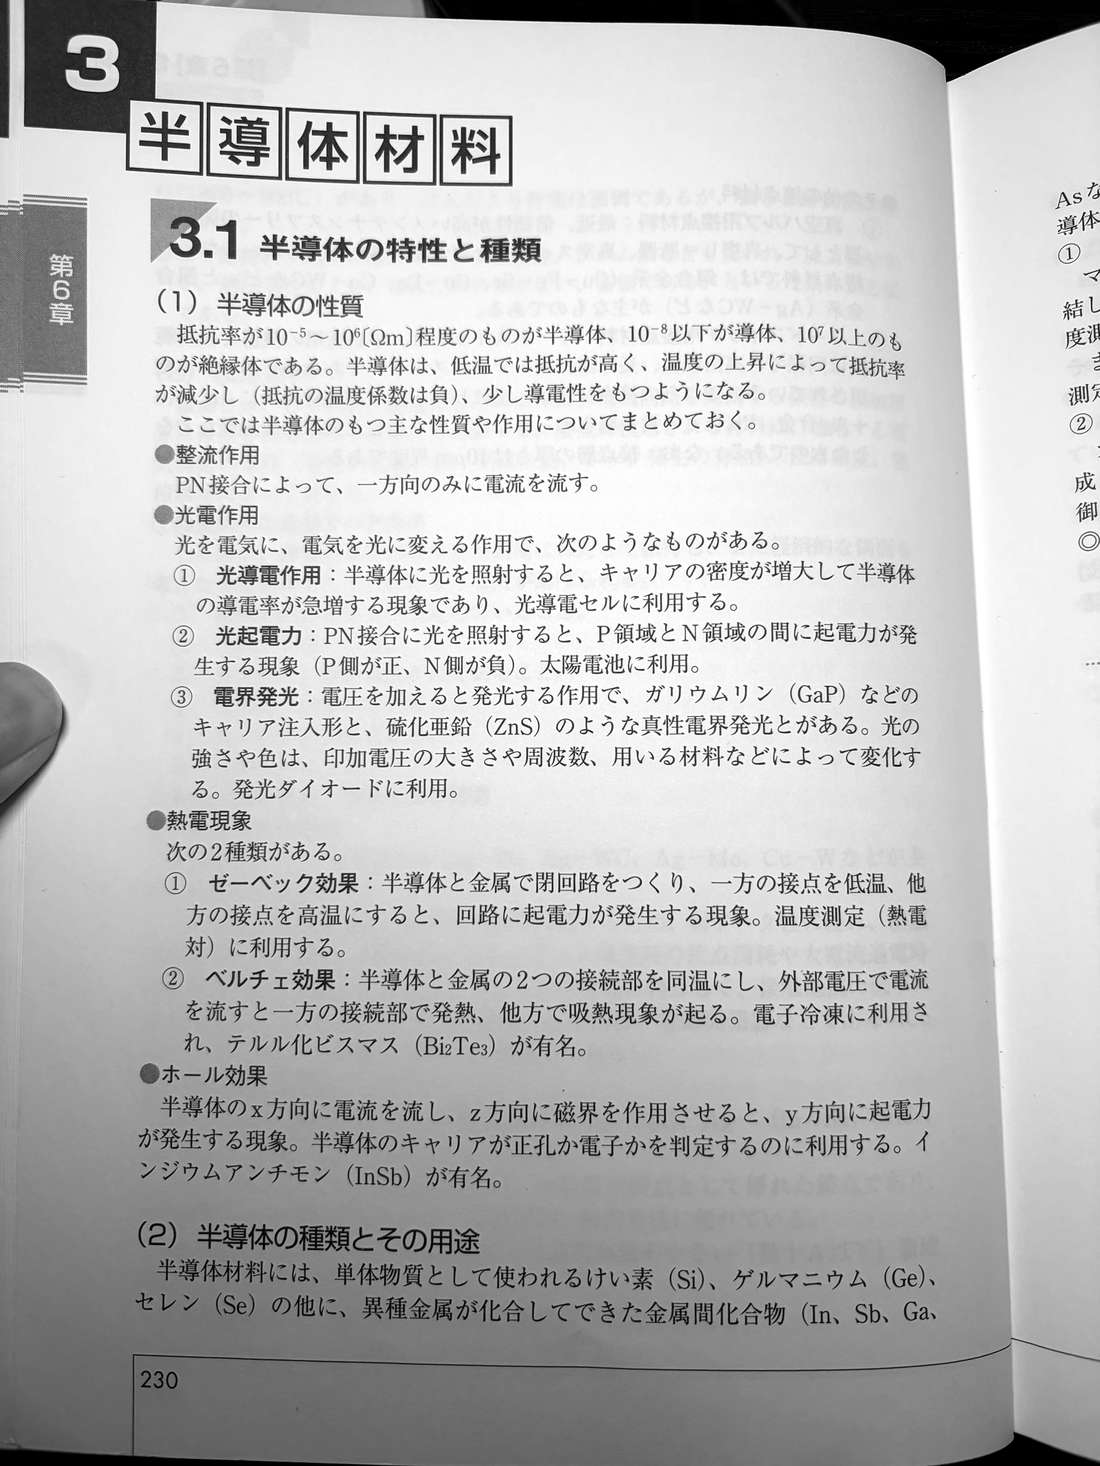 3
半導体材料
第6章
3.1 半導体の特性と種類
(1) 半導体の性質
抵抗率が10⁻⁵～10⁶[Ωm]程度のものが半導体、10⁻⁸以下が導体、10⁷以上のも
のが絶縁体である。半導体は、低温では抵抗が高く、温度の上昇によって抵抗率
が減少し（抵抗の温度係数は負）、少し導電性をもつようになる。
ここでは半導体のもつ主な性質や作用についてまとめておく。
●整流作用
PN接合によって、一方向のみに電流を流す。
●光電作用
光を電気に、電気を光に変える作用で、次のようなものがある。
① 光導電作用：半導体に光を照射すると、キャリアの密度が増大して半導体
の導電率が急増する現象であり、光導電セルに利用する。
② 光起電力：PN接合に光を照射すると、P領域とN領域の間に起電力が発
生する現象（P側が正、N側が負）。太陽電池に利用。
③ 電界発光：電圧を加えると発光する作用で、ガリウムリン（GaP）などの
キャリア注入形と、硫化亜鉛（ZnS）のような真性電界発光とがある。光の
強さや色は、印加電圧の大きさや周波数、用いる材料などによって変化す
る。発光ダイオードに利用。
●熱電現象
次の2種類がある。
① ゼーベック効果：半導体と金属で閉回路をつくり、一方の接点を低温、他
方の接点を高温にすると、回路に起電力が発生する現象。温度測定（熱電
対）に利用する。
② ベルチェ効果：半導体と金属の2つの接続部を同温にし、外部電圧で電流
を流すと一方の接続部で発熱、他方で吸熱現象が起る。電子冷凍に利用さ
れ、テルル化ビスマス（Bi₂Te₃）が有名。
●ホール効果
半導体のx方向に電流を流し、z方向に磁界を作用させると、y方向に起電力
が発生する現象。半導体のキャリアが正孔か電子かを判定するのに利用する。イ
ンジウムアンチモン（InSb）が有名。
(2) 半導体の種類とその用途
半導体材料には、単体物質として使われるけい素（Si）、ゲルマニウム（Ge）、
セレン（Se）の他に、異種金属が化合してできた金属間化合物（In、Sb、Ga、
230
Asな
導体
①
マ
結し
度測
測定
②
成
御
◎